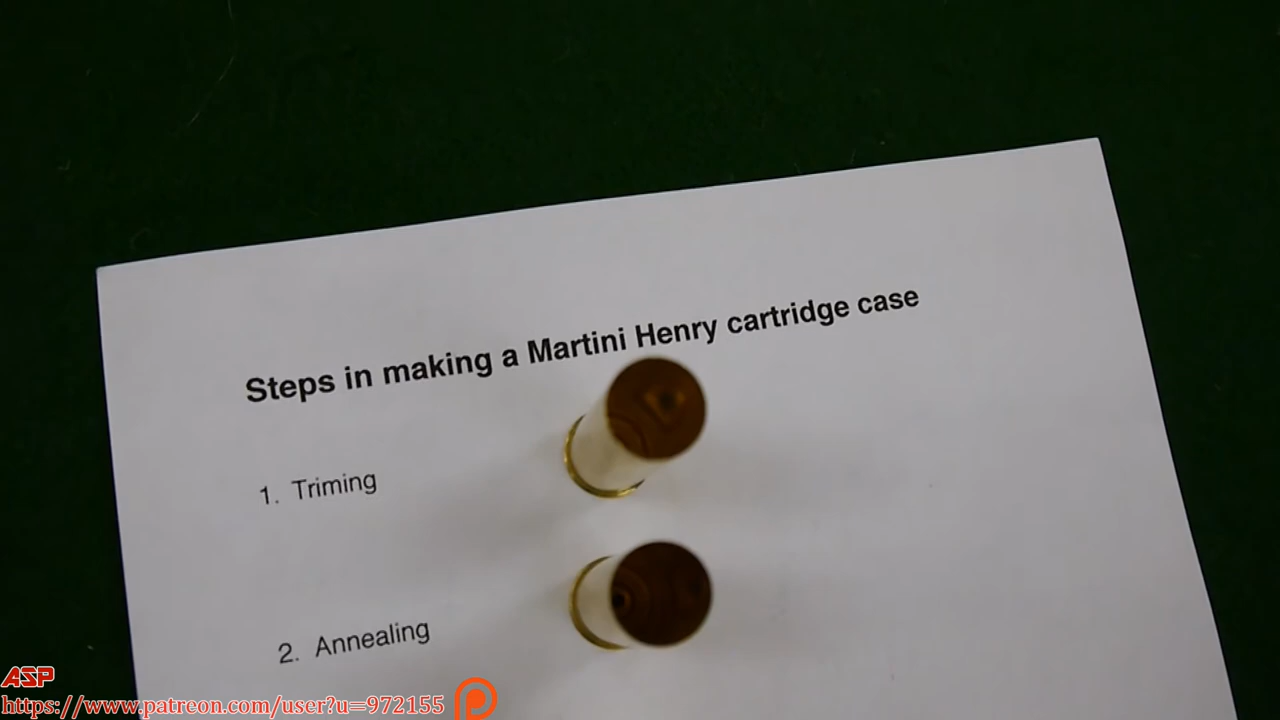 Steps in making a Martini Henry cartridge case
1. Triming
2. Annealing
ASP
https://www.patreon.com/user?u=972155